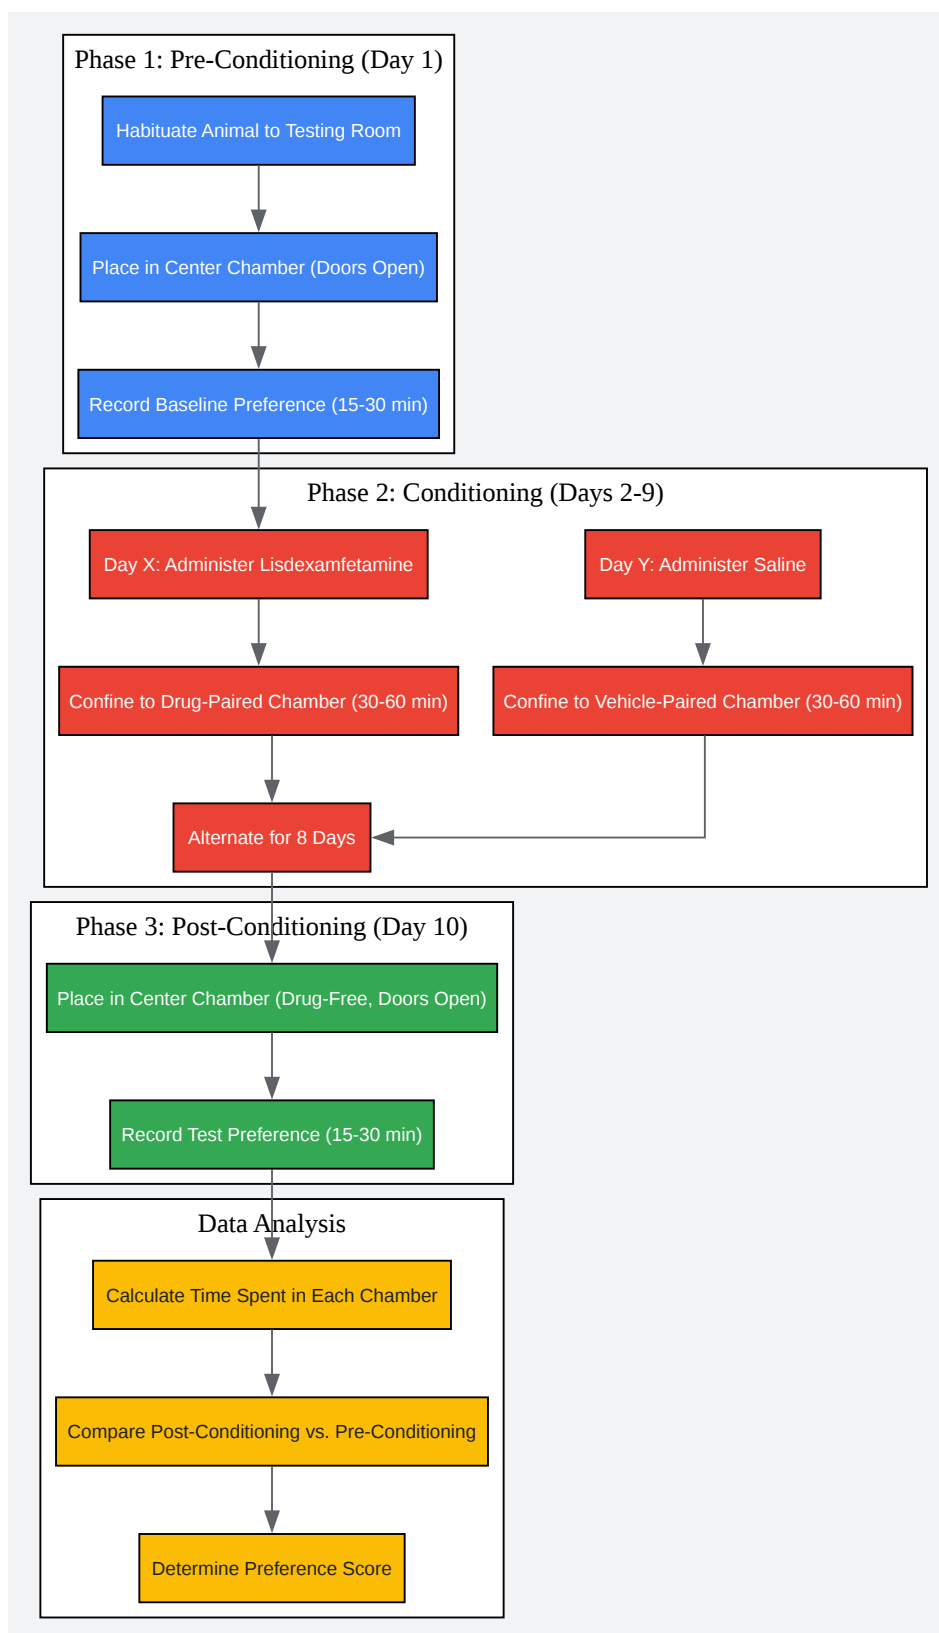 Phase 1: Pre-Conditioning (Day 1)
Habituate Animal to Testing Room
Place in Center Chamber (Doors Open)
Record Baseline Preference (15-30 min)
Phase 2: Conditioning (Days 2-9)
Day X: Administer Lisdexamfetamine
Day Y: Administer Saline
Confine to Drug-Paired Chamber (30-60 min)
Confine to Vehicle-Paired Chamber (30-60 min)
Alternate for 8 Days
Phase 3: Post-Conditioning (Day 10)
Place in Center Chamber (Drug-Free, Doors Open)
Record Test Preference (15-30 min)
Data Analysis
Calculate Time Spent in Each Chamber
Compare Post-Conditioning vs. Pre-Conditioning
Determine Preference Score